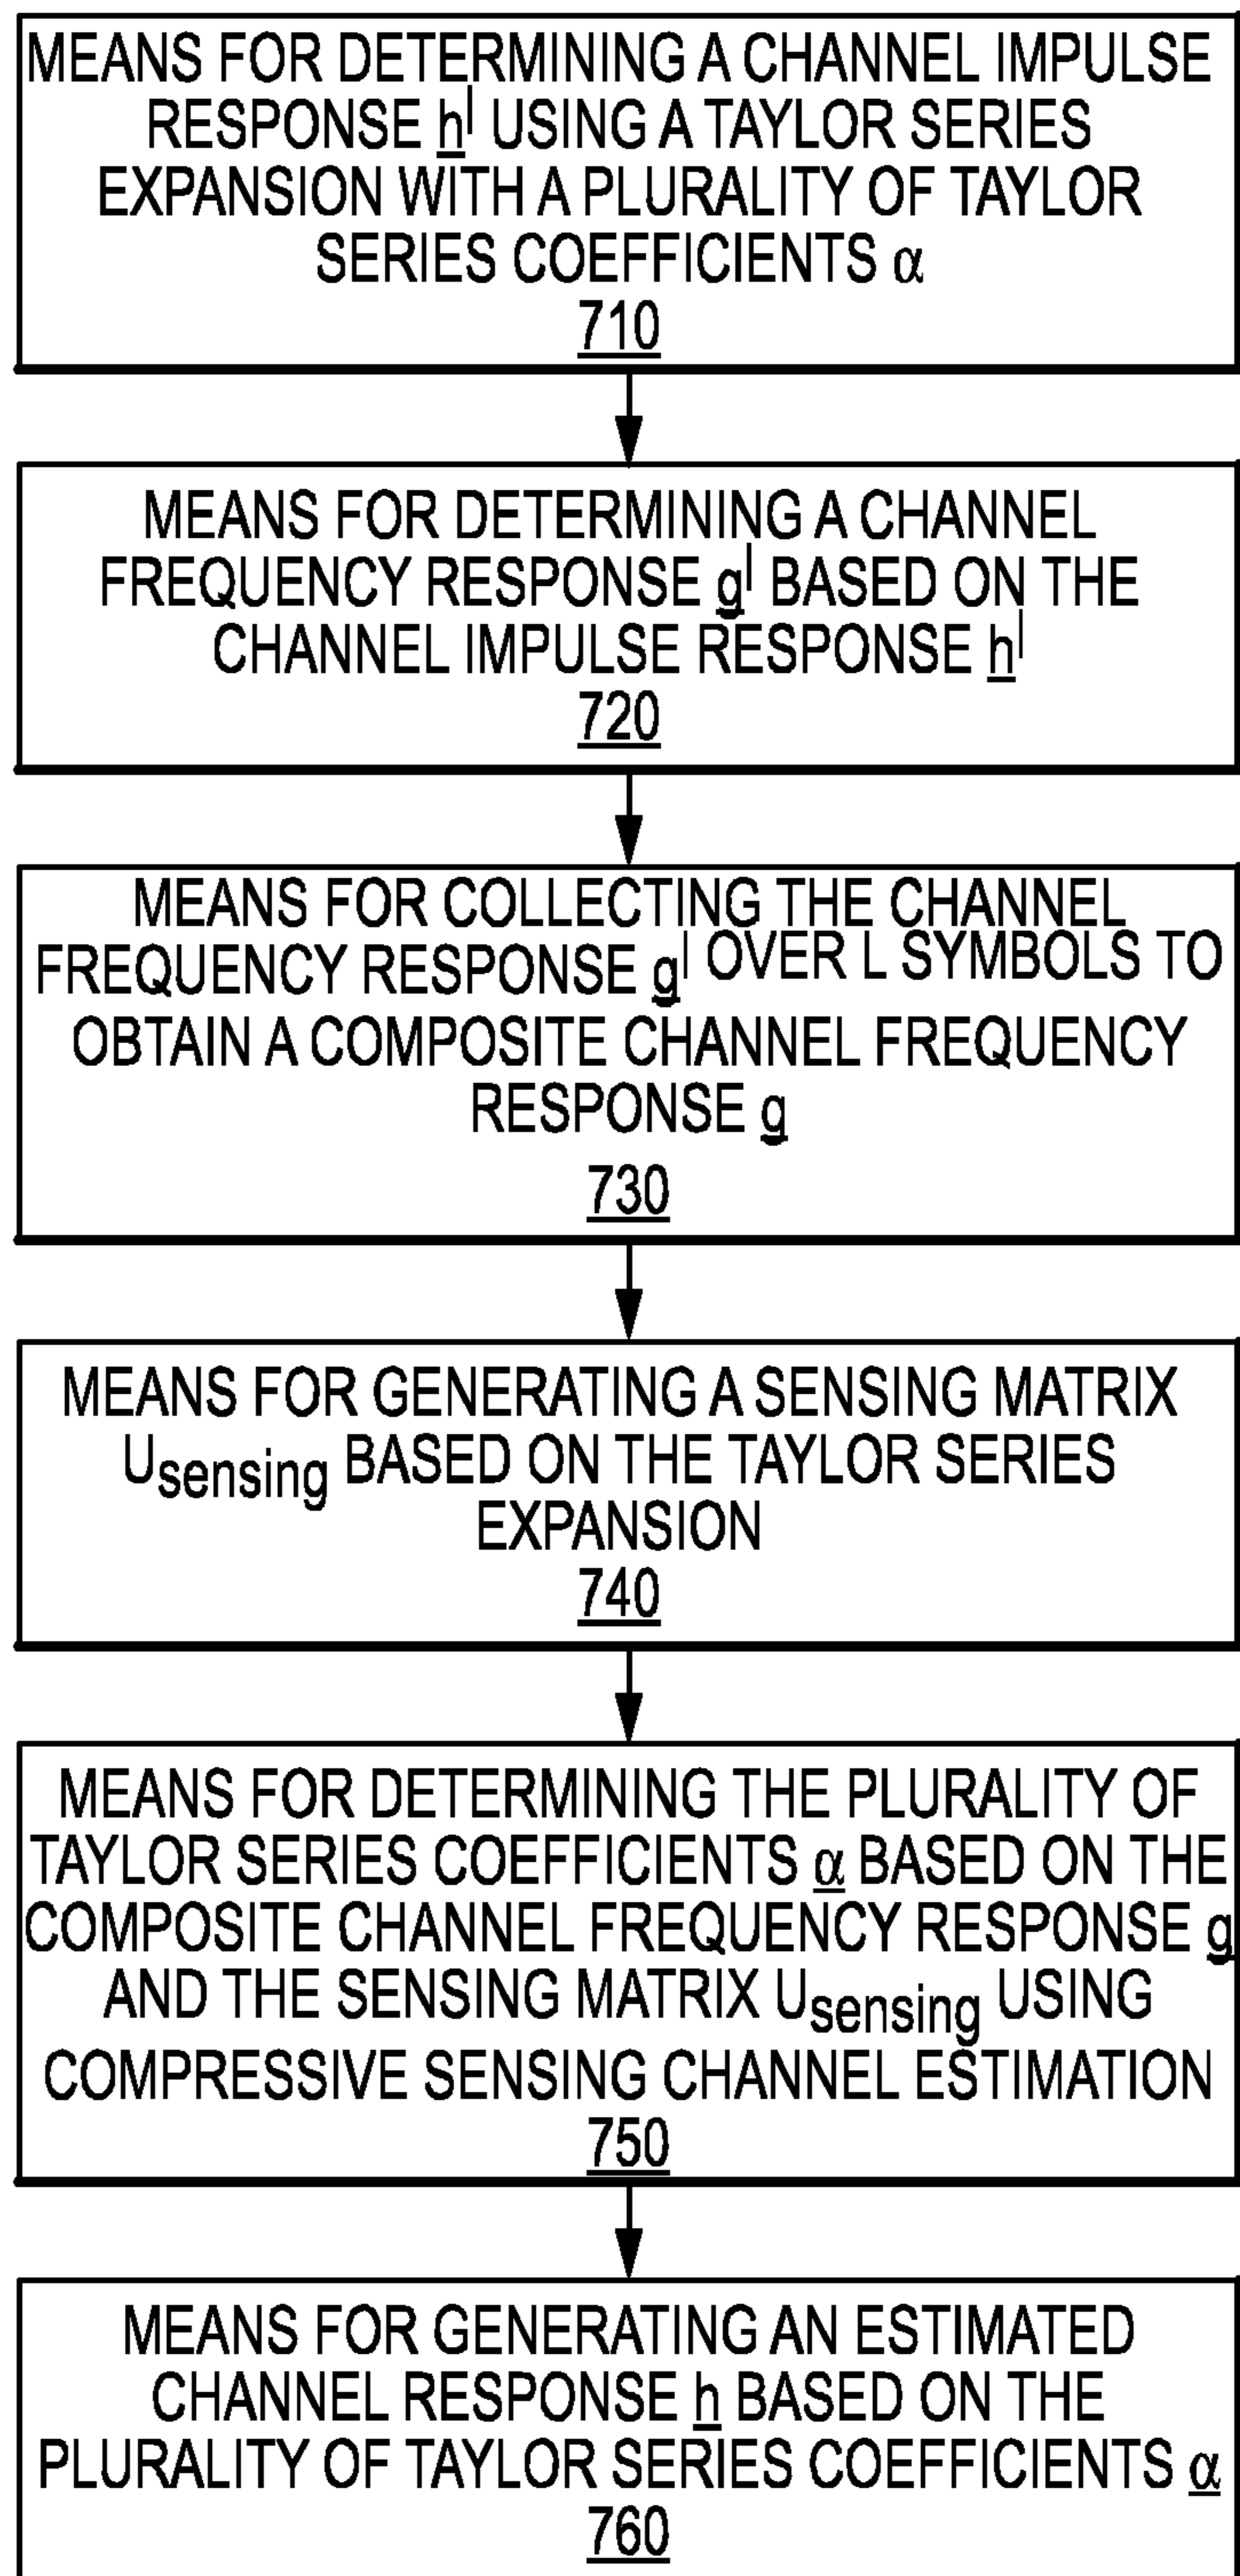 MEANS FOR DETERMINING A CHANNEL IMPULSE
RESPONSE h^l USING A TAYLOR SERIES
EXPANSION WITH A PLURALITY OF TAYLOR
SERIES COEFFICIENTS α
710
MEANS FOR DETERMINING A CHANNEL
FREQUENCY RESPONSE g^l BASED ON THE
CHANNEL IMPULSE RESPONSE h^l
720
MEANS FOR COLLECTING THE CHANNEL
FREQUENCY RESPONSE g^l OVER L SYMBOLS TO
OBTAIN A COMPOSITE CHANNEL FREQUENCY
RESPONSE g
730
MEANS FOR GENERATING A SENSING MATRIX
U_sensing BASED ON THE TAYLOR SERIES
EXPANSION
740
MEANS FOR DETERMINING THE PLURALITY OF
TAYLOR SERIES COEFFICIENTS α BASED ON THE
COMPOSITE CHANNEL FREQUENCY RESPONSE g
AND THE SENSING MATRIX U_sensing USING
COMPRESSIVE SENSING CHANNEL ESTIMATION
750
MEANS FOR GENERATING AN ESTIMATED
CHANNEL RESPONSE h BASED ON THE
PLURALITY OF TAYLOR SERIES COEFFICIENTS α
760